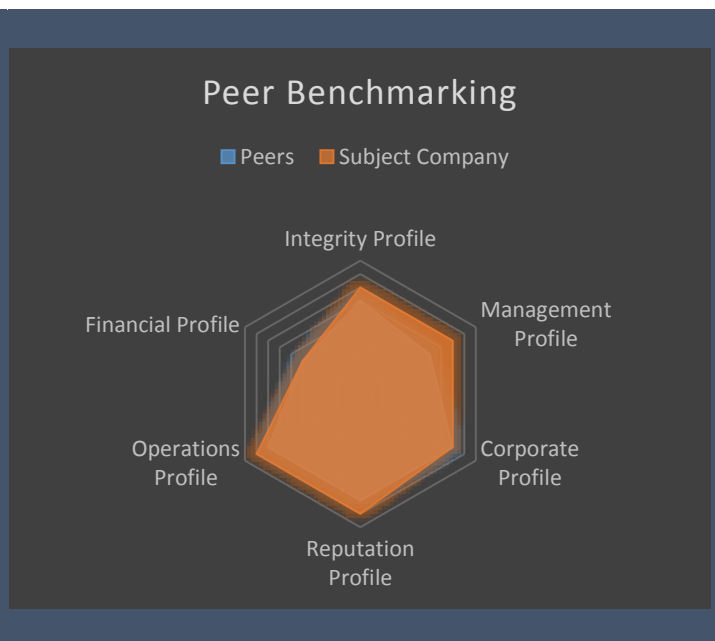 Peer Benchmarking
Peers
Subject Company
Integrity Profile
Management
Profile
Corporate
Profile
Reputation
Profile
Operations
Profile
Financial Profile